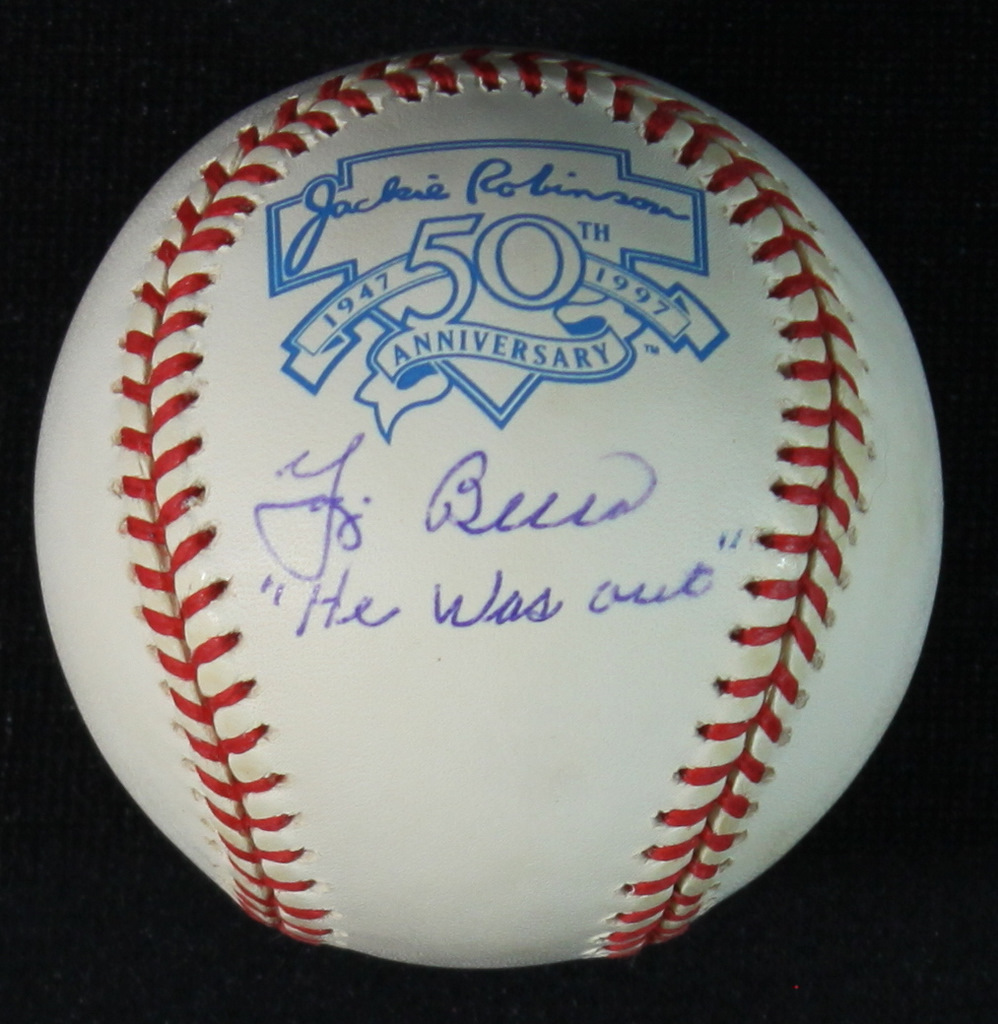 Jackie Robinson
50TH
1947 1997
ANNIVERSARY ™
Yogi Berra
"He was out"